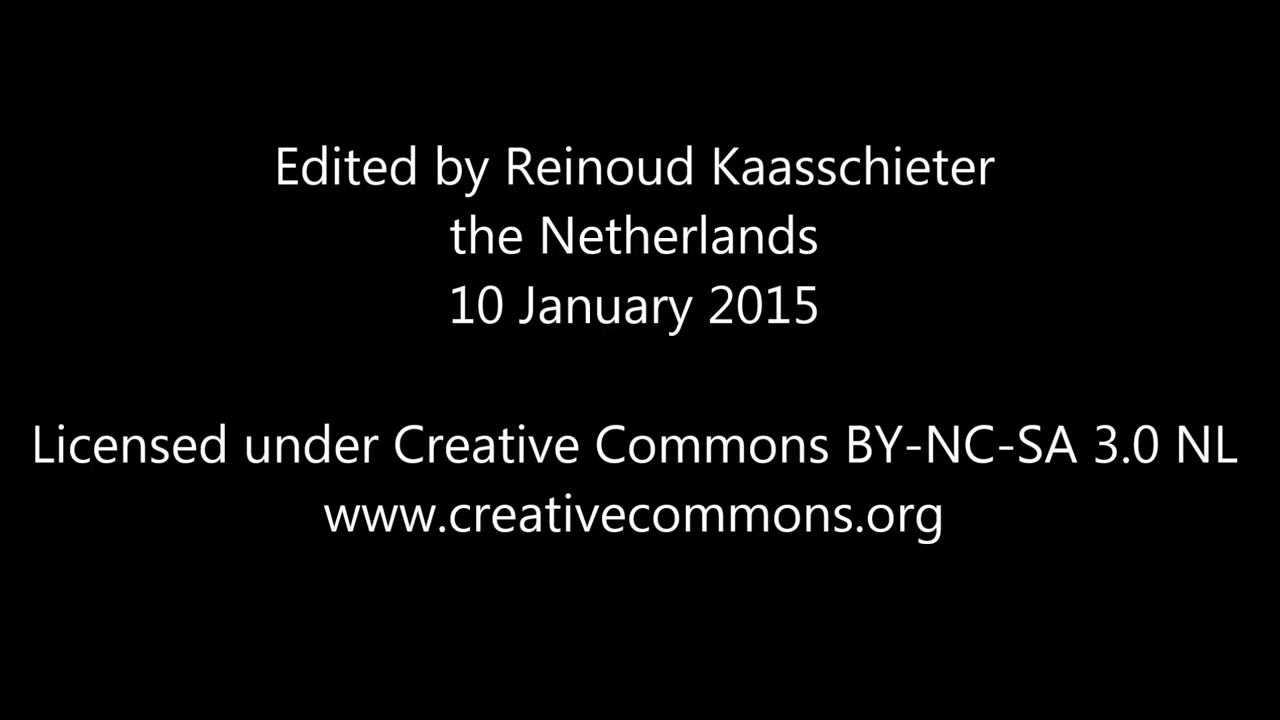 Edited by Reinoud Kaasschieter
the Netherlands
10 January 2015
Licensed under Creative Commons BY-NC-SA 3.0 NL
www.creativecommons.org